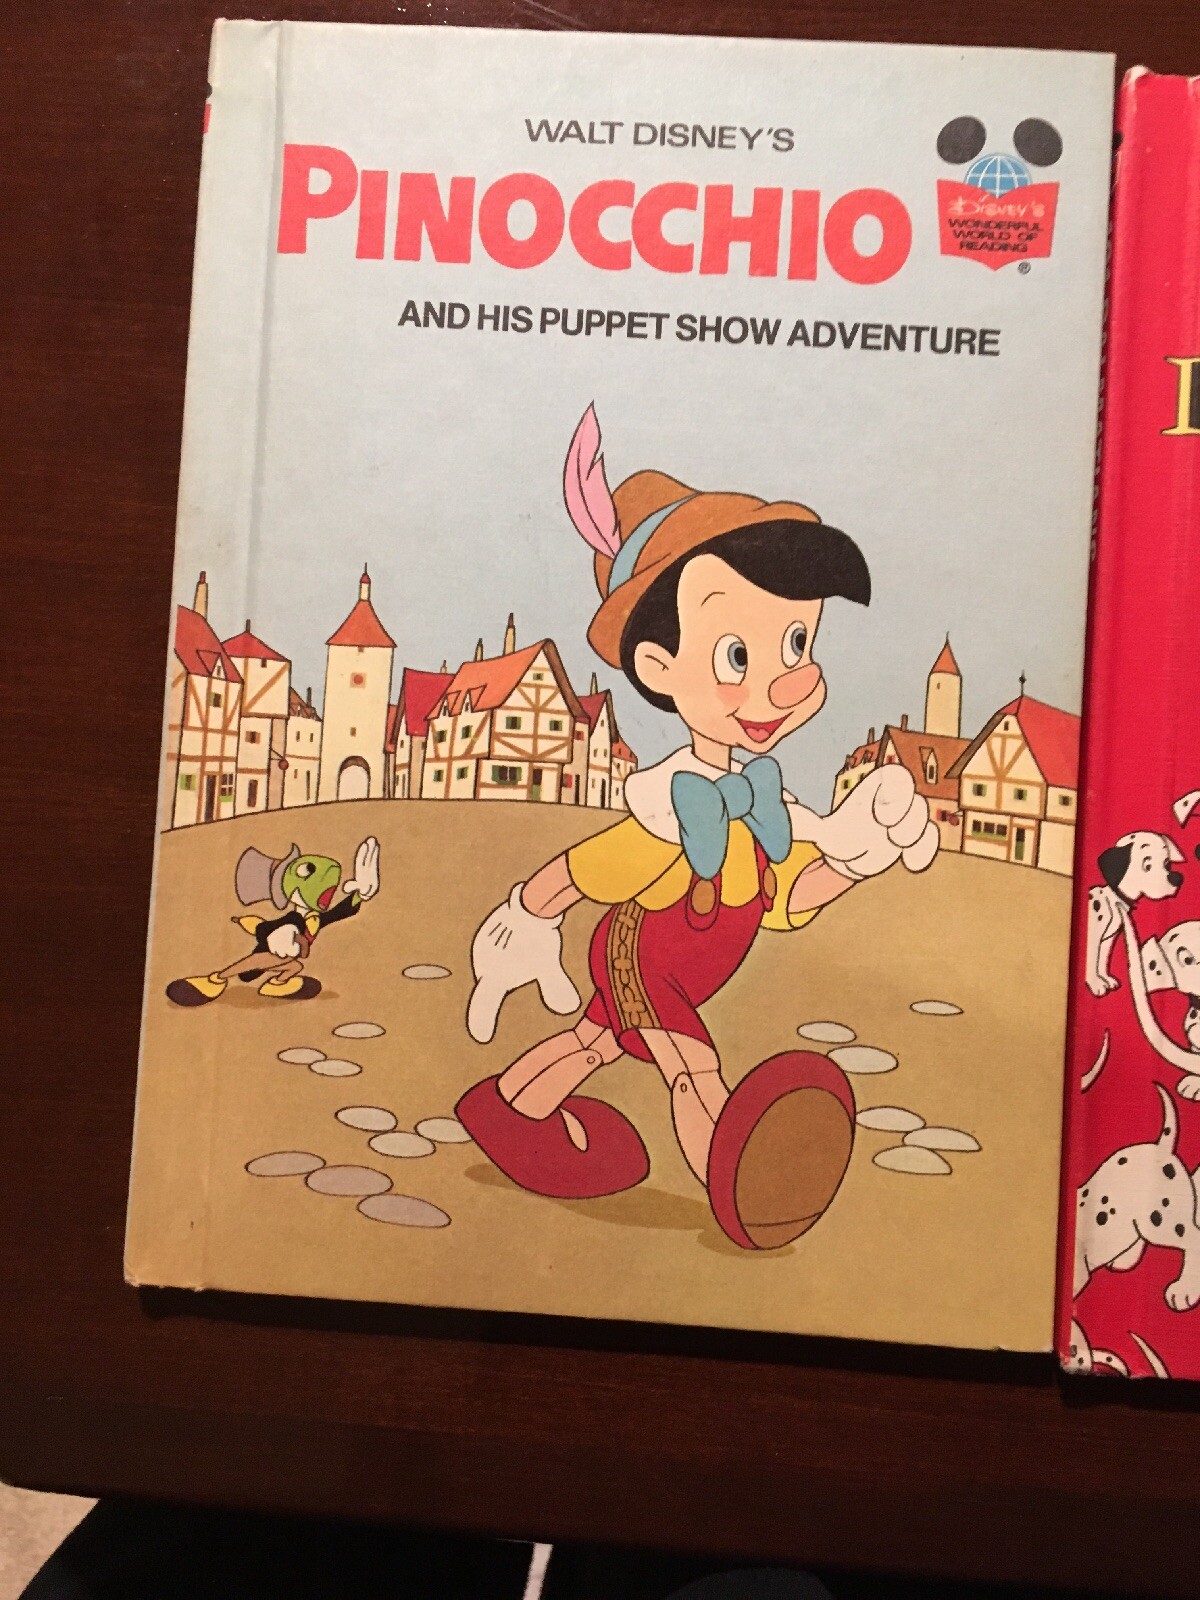 WALT DISNEY'S
PINOCCHIO
AND HIS PUPPET SHOW ADVENTURE
Disney's
WONDERFUL
WORLD OF
READING
®